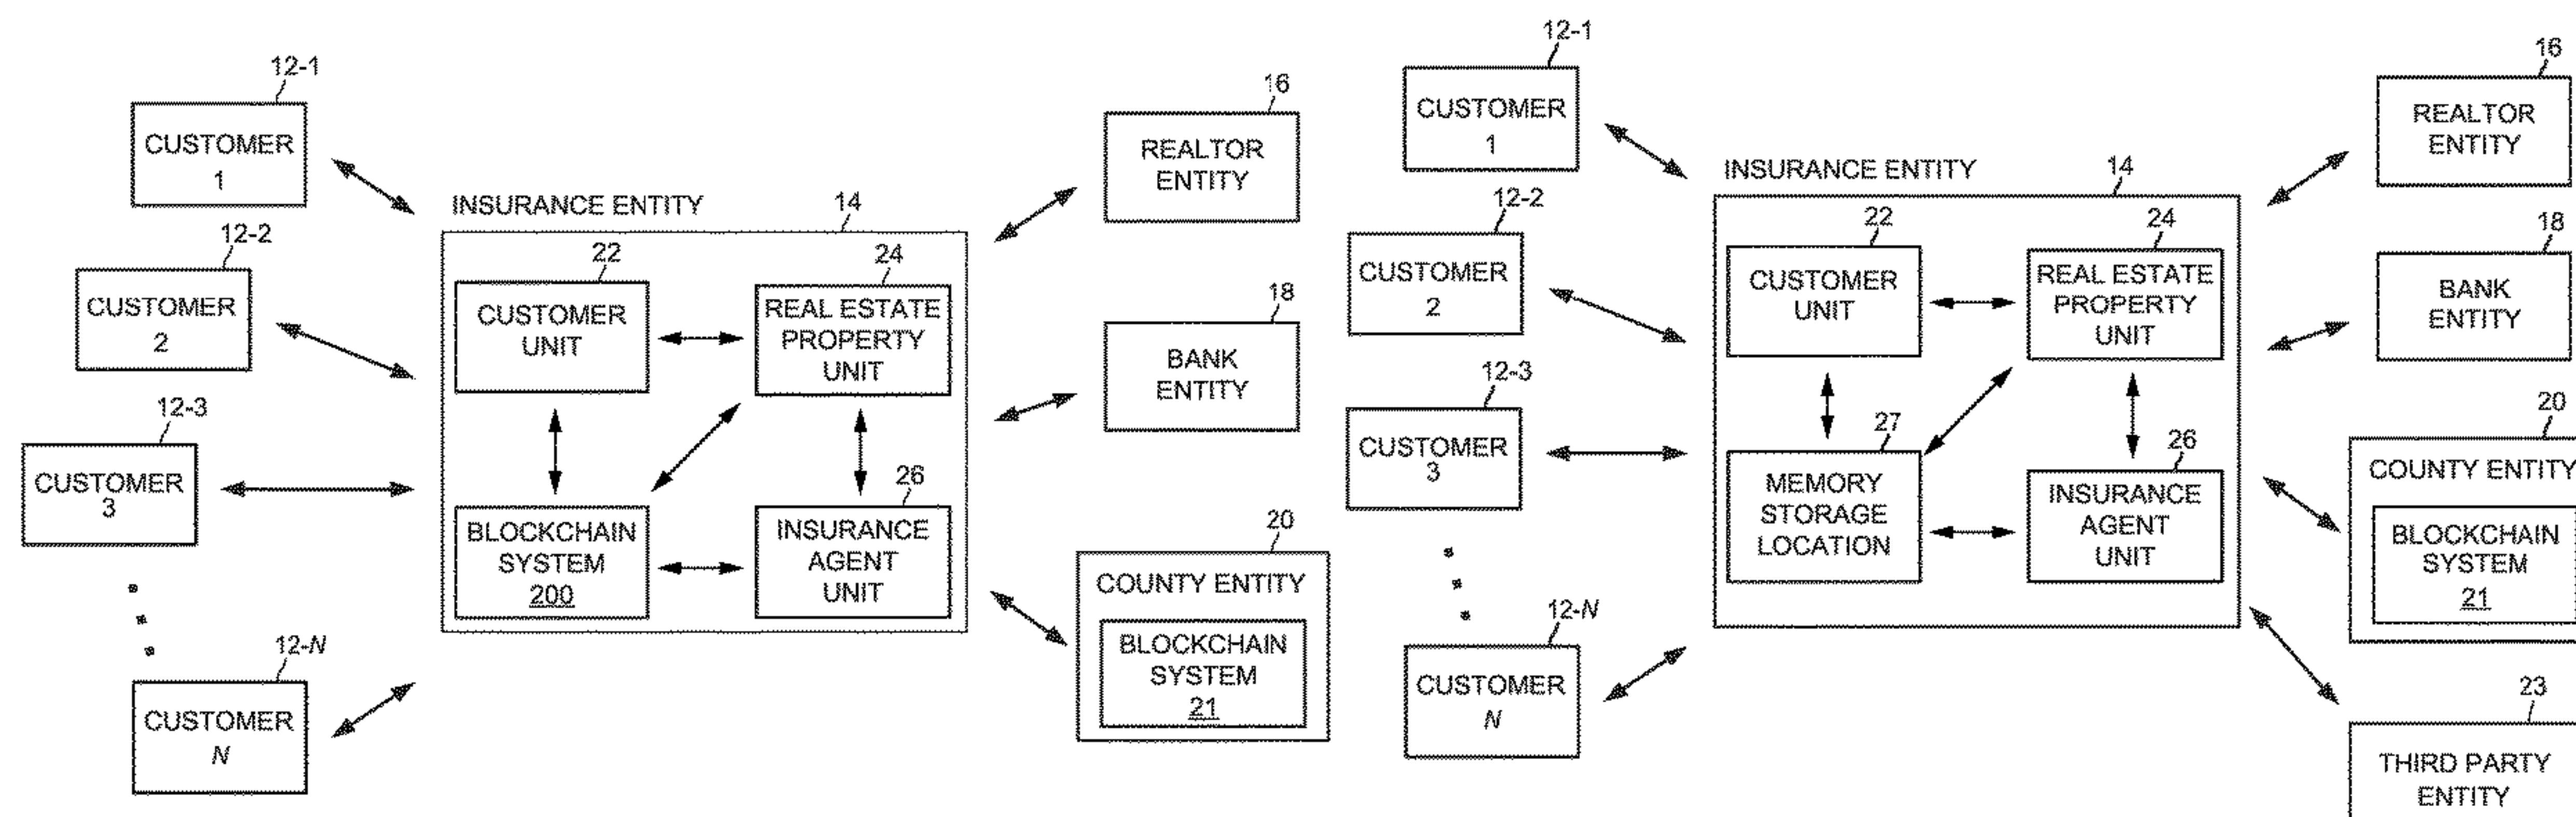 12-1
CUSTOMER
1
12-2
CUSTOMER
2
12-3
CUSTOMER
3
12-N
CUSTOMER
N
INSURANCE ENTITY
14
22
CUSTOMER
UNIT
24
REAL ESTATE
PROPERTY
UNIT
BLOCKCHAIN
SYSTEM
200
26
INSURANCE
AGENT
UNIT
16
REALTOR
ENTITY
18
BANK
ENTITY
20
COUNTY ENTITY
BLOCKCHAIN
SYSTEM
21
12-1
CUSTOMER
1
12-2
CUSTOMER
2
12-3
CUSTOMER
3
12-N
CUSTOMER
N
INSURANCE ENTITY
14
22
CUSTOMER
UNIT
24
REAL ESTATE
PROPERTY
UNIT
27
MEMORY
STORAGE
LOCATION
26
INSURANCE
AGENT
UNIT
16
REALTOR
ENTITY
18
BANK
ENTITY
20
COUNTY ENTITY
BLOCKCHAIN
SYSTEM
21
23
THIRD PARTY
ENTITY